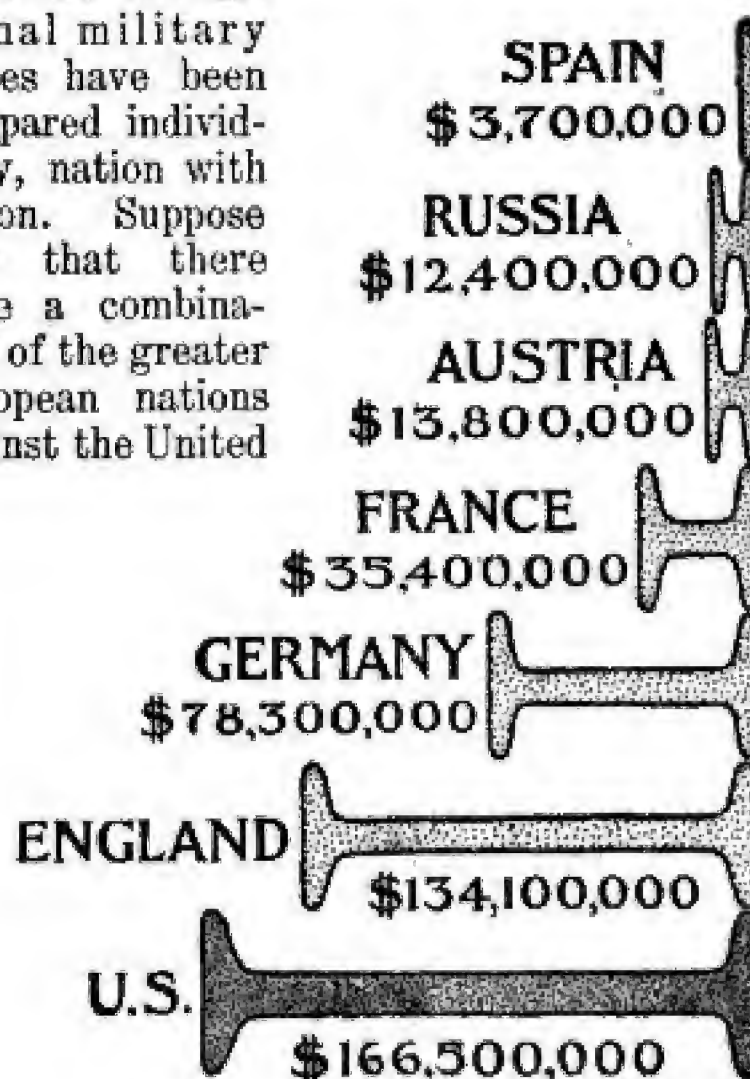 nal military
es have been
pared individ-
y, nation with
on. Suppose
that there
e a combina-
of the greater
opean nations
nst the United
SPAIN
$3,700,000
RUSSIA
$12,400,000
AUSTRIA
$13,800,000
FRANCE
$35,400,000
GERMANY
$78,300,000
ENGLAND
$134,100,000
U.S.
$166,500,000